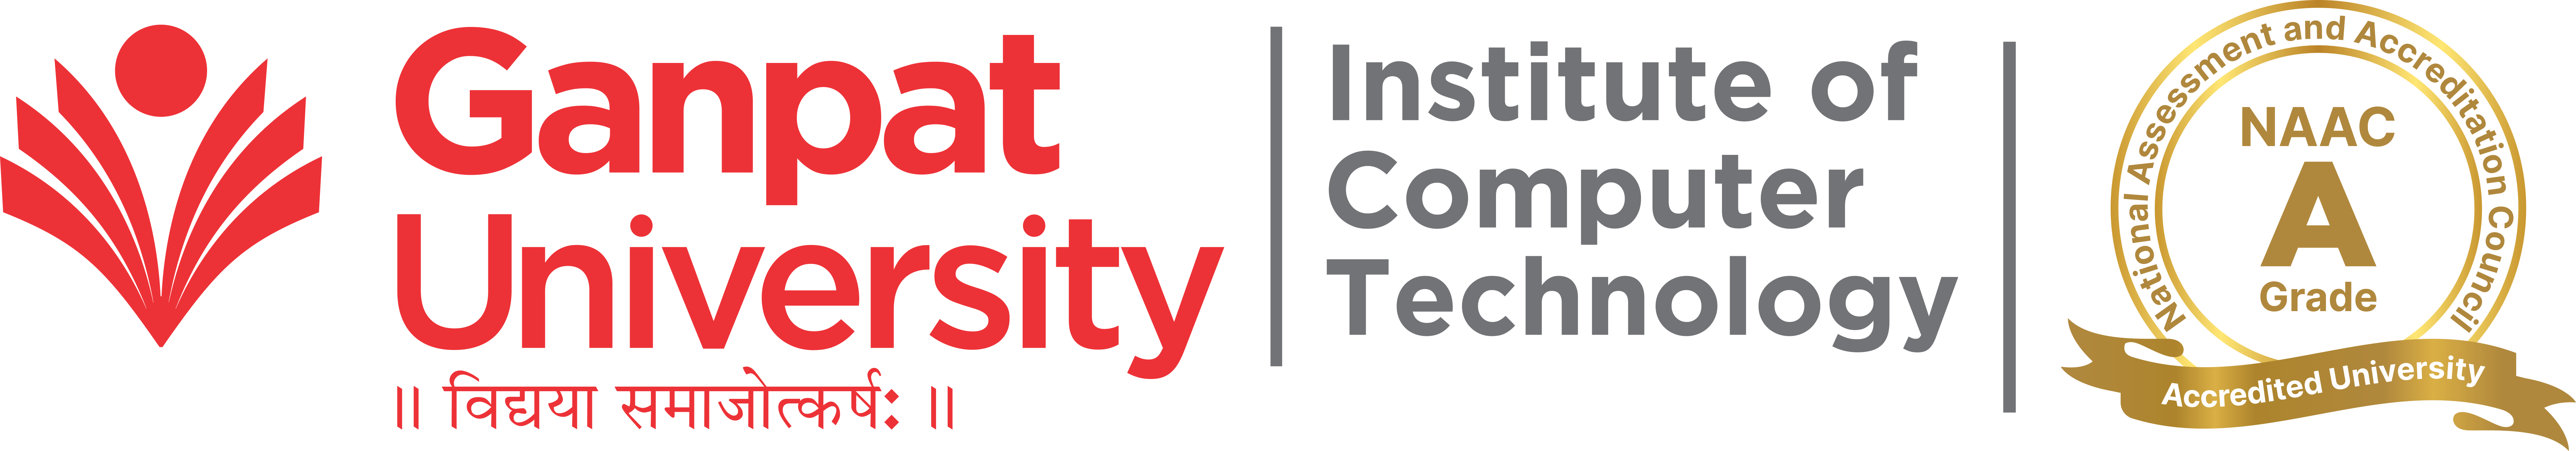 Ganpat
University
॥ विद्यया समाजोत्कर्षः ॥
Institute of
Computer
Technology
National Assessment and Accreditation Council
NAAC
A
Grade
Accredited University